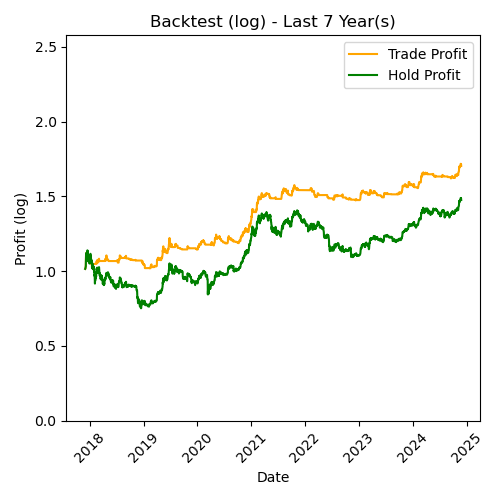 Backtest (log) - Last 7 Year(s)
Trade Profit
Hold Profit
Profit (log)
2.5
2.0
1.5
1.0
0.5
0.0
2018 2019 2020 2021 2022 2023 2024 2025
Date